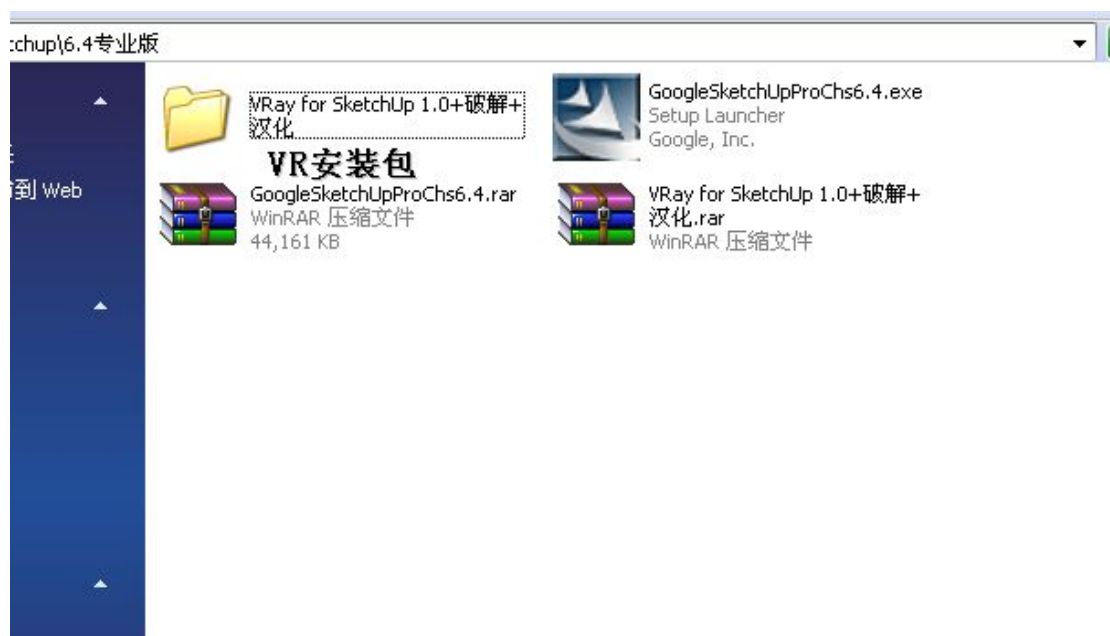 tchup\6.4专业版
到 Web
VRay for SketchUp 1.0+破解+
汉化
VR安装包
GoogleSketchUpProChs6.4.exe
Setup Launcher
Google, Inc.
GoogleSketchUpProChs6.4.rar
WinRAR 压缩文件
44,161 KB
VRay for SketchUp 1.0+破解+
汉化.rar
WinRAR 压缩文件